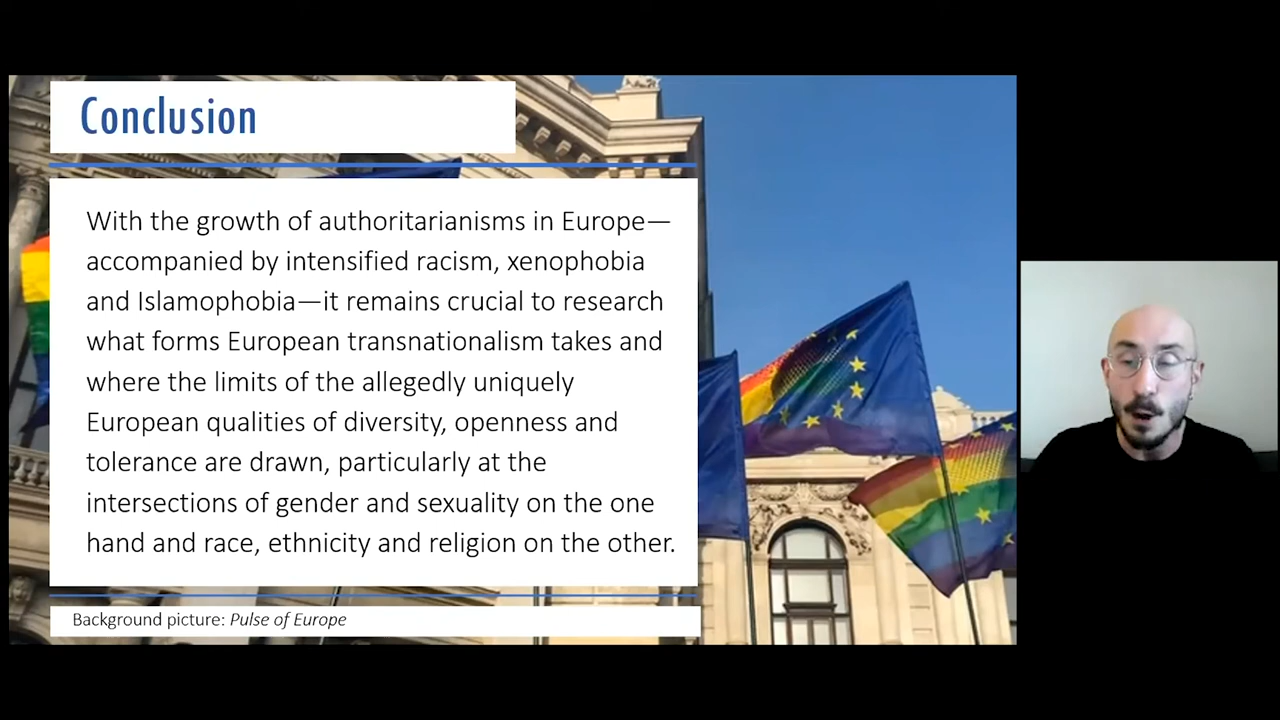 Conclusion
With the growth of authoritarianisms in Europe—
accompanied by intensified racism, xenophobia
and Islamophobia—it remains crucial to research
what forms European transnationalism takes and
where the limits of the allegedly uniquely
European qualities of diversity, openness and
tolerance are drawn, particularly at the
intersections of gender and sexuality on the one
hand and race, ethnicity and religion on the other.
Background picture: Pulse of Europe